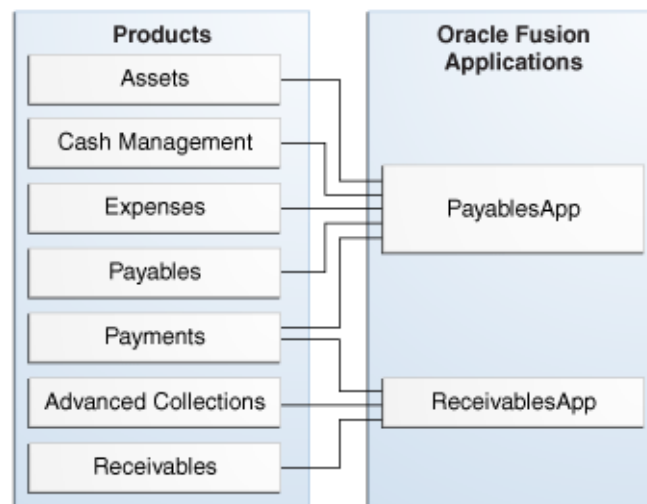 Products
Assets
Cash Management
Expenses
Payables
Payments
Advanced Collections
Receivables
Oracle Fusion
Applications
PayablesApp
ReceivablesApp